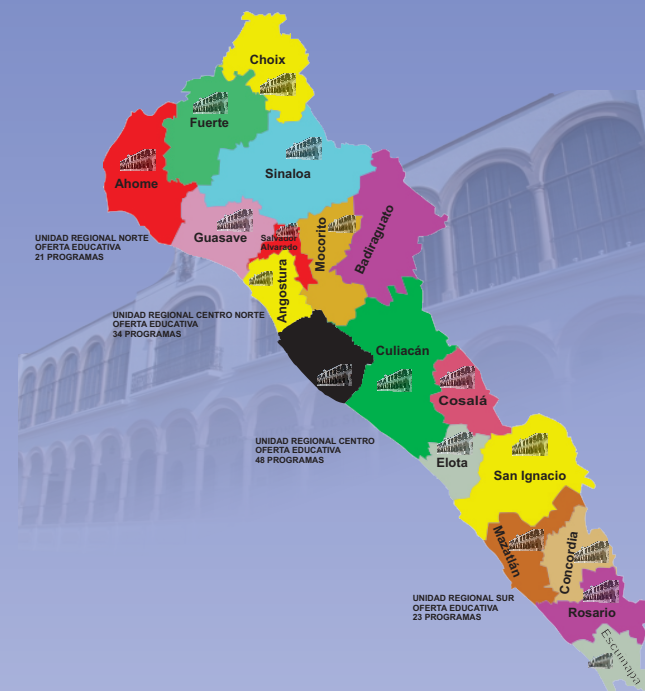 Choix
Fuerte
Ahome
Sinaloa
Guasave
Salvador
Alvarado
Mocorito
Badiraguato
UNIDAD REGIONAL NORTE
OFERTA EDUCATIVA
21 PROGRAMAS
Angostura
UNIDAD REGIONAL CENTRO NORTE
OFERTA EDUCATIVA
34 PROGRAMAS
Culiacán
Cosalá
UNIDAD REGIONAL CENTRO
OFERTA EDUCATIVA
48 PROGRAMAS
Elota
San Ignacio
Mazatlán
Concordia
UNIDAD REGIONAL SUR
OFERTA EDUCATIVA
23 PROGRAMAS
Rosario
Escuinapa